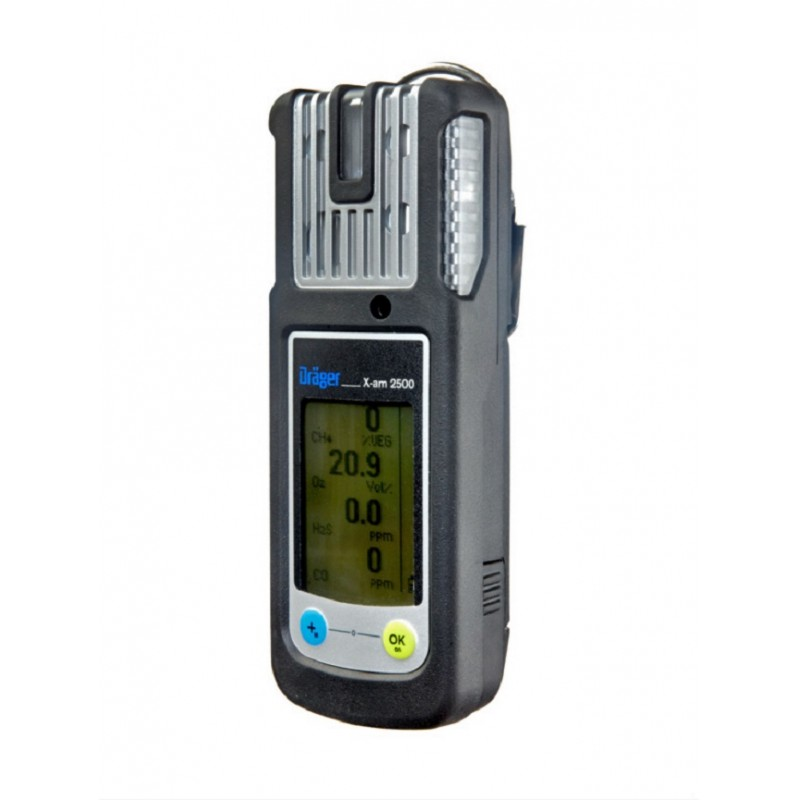 Dräger X-am 2500
0
CH4 %UEG
20.9
O2 Vol%
0.0
H2S PPM
0
CO PPM
+ OK